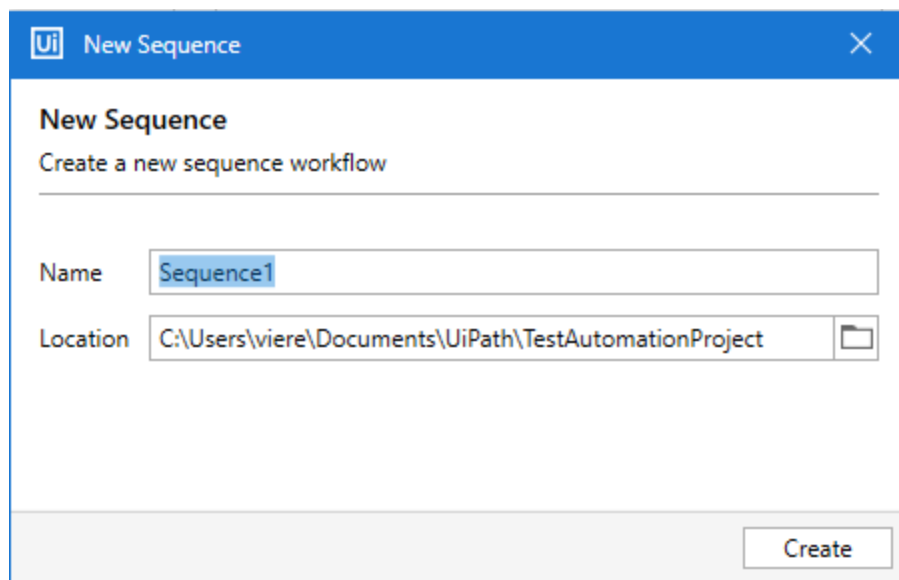 Ui New Sequence
New Sequence
Create a new sequence workflow
Name Sequence1
Location C:\Users\viere\Documents\UiPath\TestAutomationProject
Create